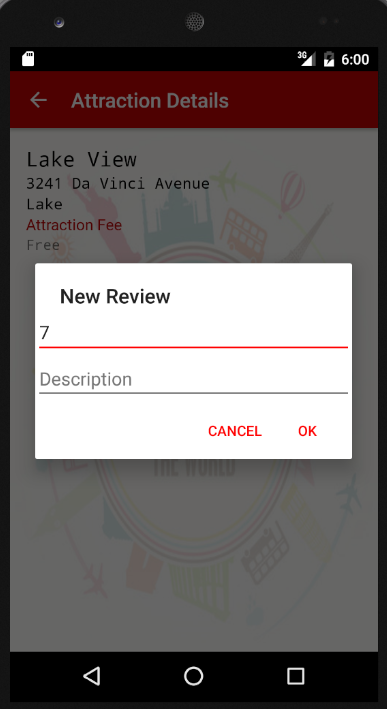 3G 6:00
Attraction Details
Lake View
3241 Da Vinci Avenue
Lake
Attraction Fee
Free
New Review
7
Description
CANCEL OK
THE WORLD